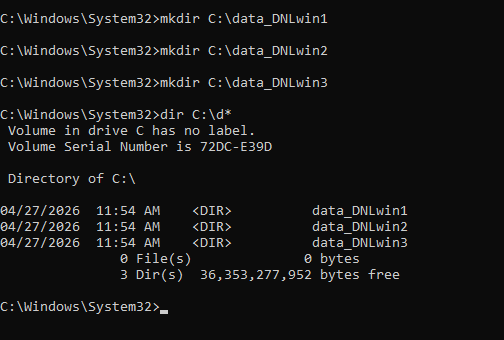 C:\Windows\System32>mkdir C:\data_DNLwin1
C:\Windows\System32>mkdir C:\data_DNLwin2
C:\Windows\System32>mkdir C:\data_DNLwin3
C:\Windows\System32>dir C:\d*
 Volume in drive C has no label.
 Volume Serial Number is 72DC-E39D
 Directory of C:\
04/27/2026  11:54 AM    <DIR>          data_DNLwin1
04/27/2026  11:54 AM    <DIR>          data_DNLwin2
04/27/2026  11:54 AM    <DIR>          data_DNLwin3
               0 File(s)              0 bytes
               3 Dir(s)  36,353,277,952 bytes free
C:\Windows\System32>